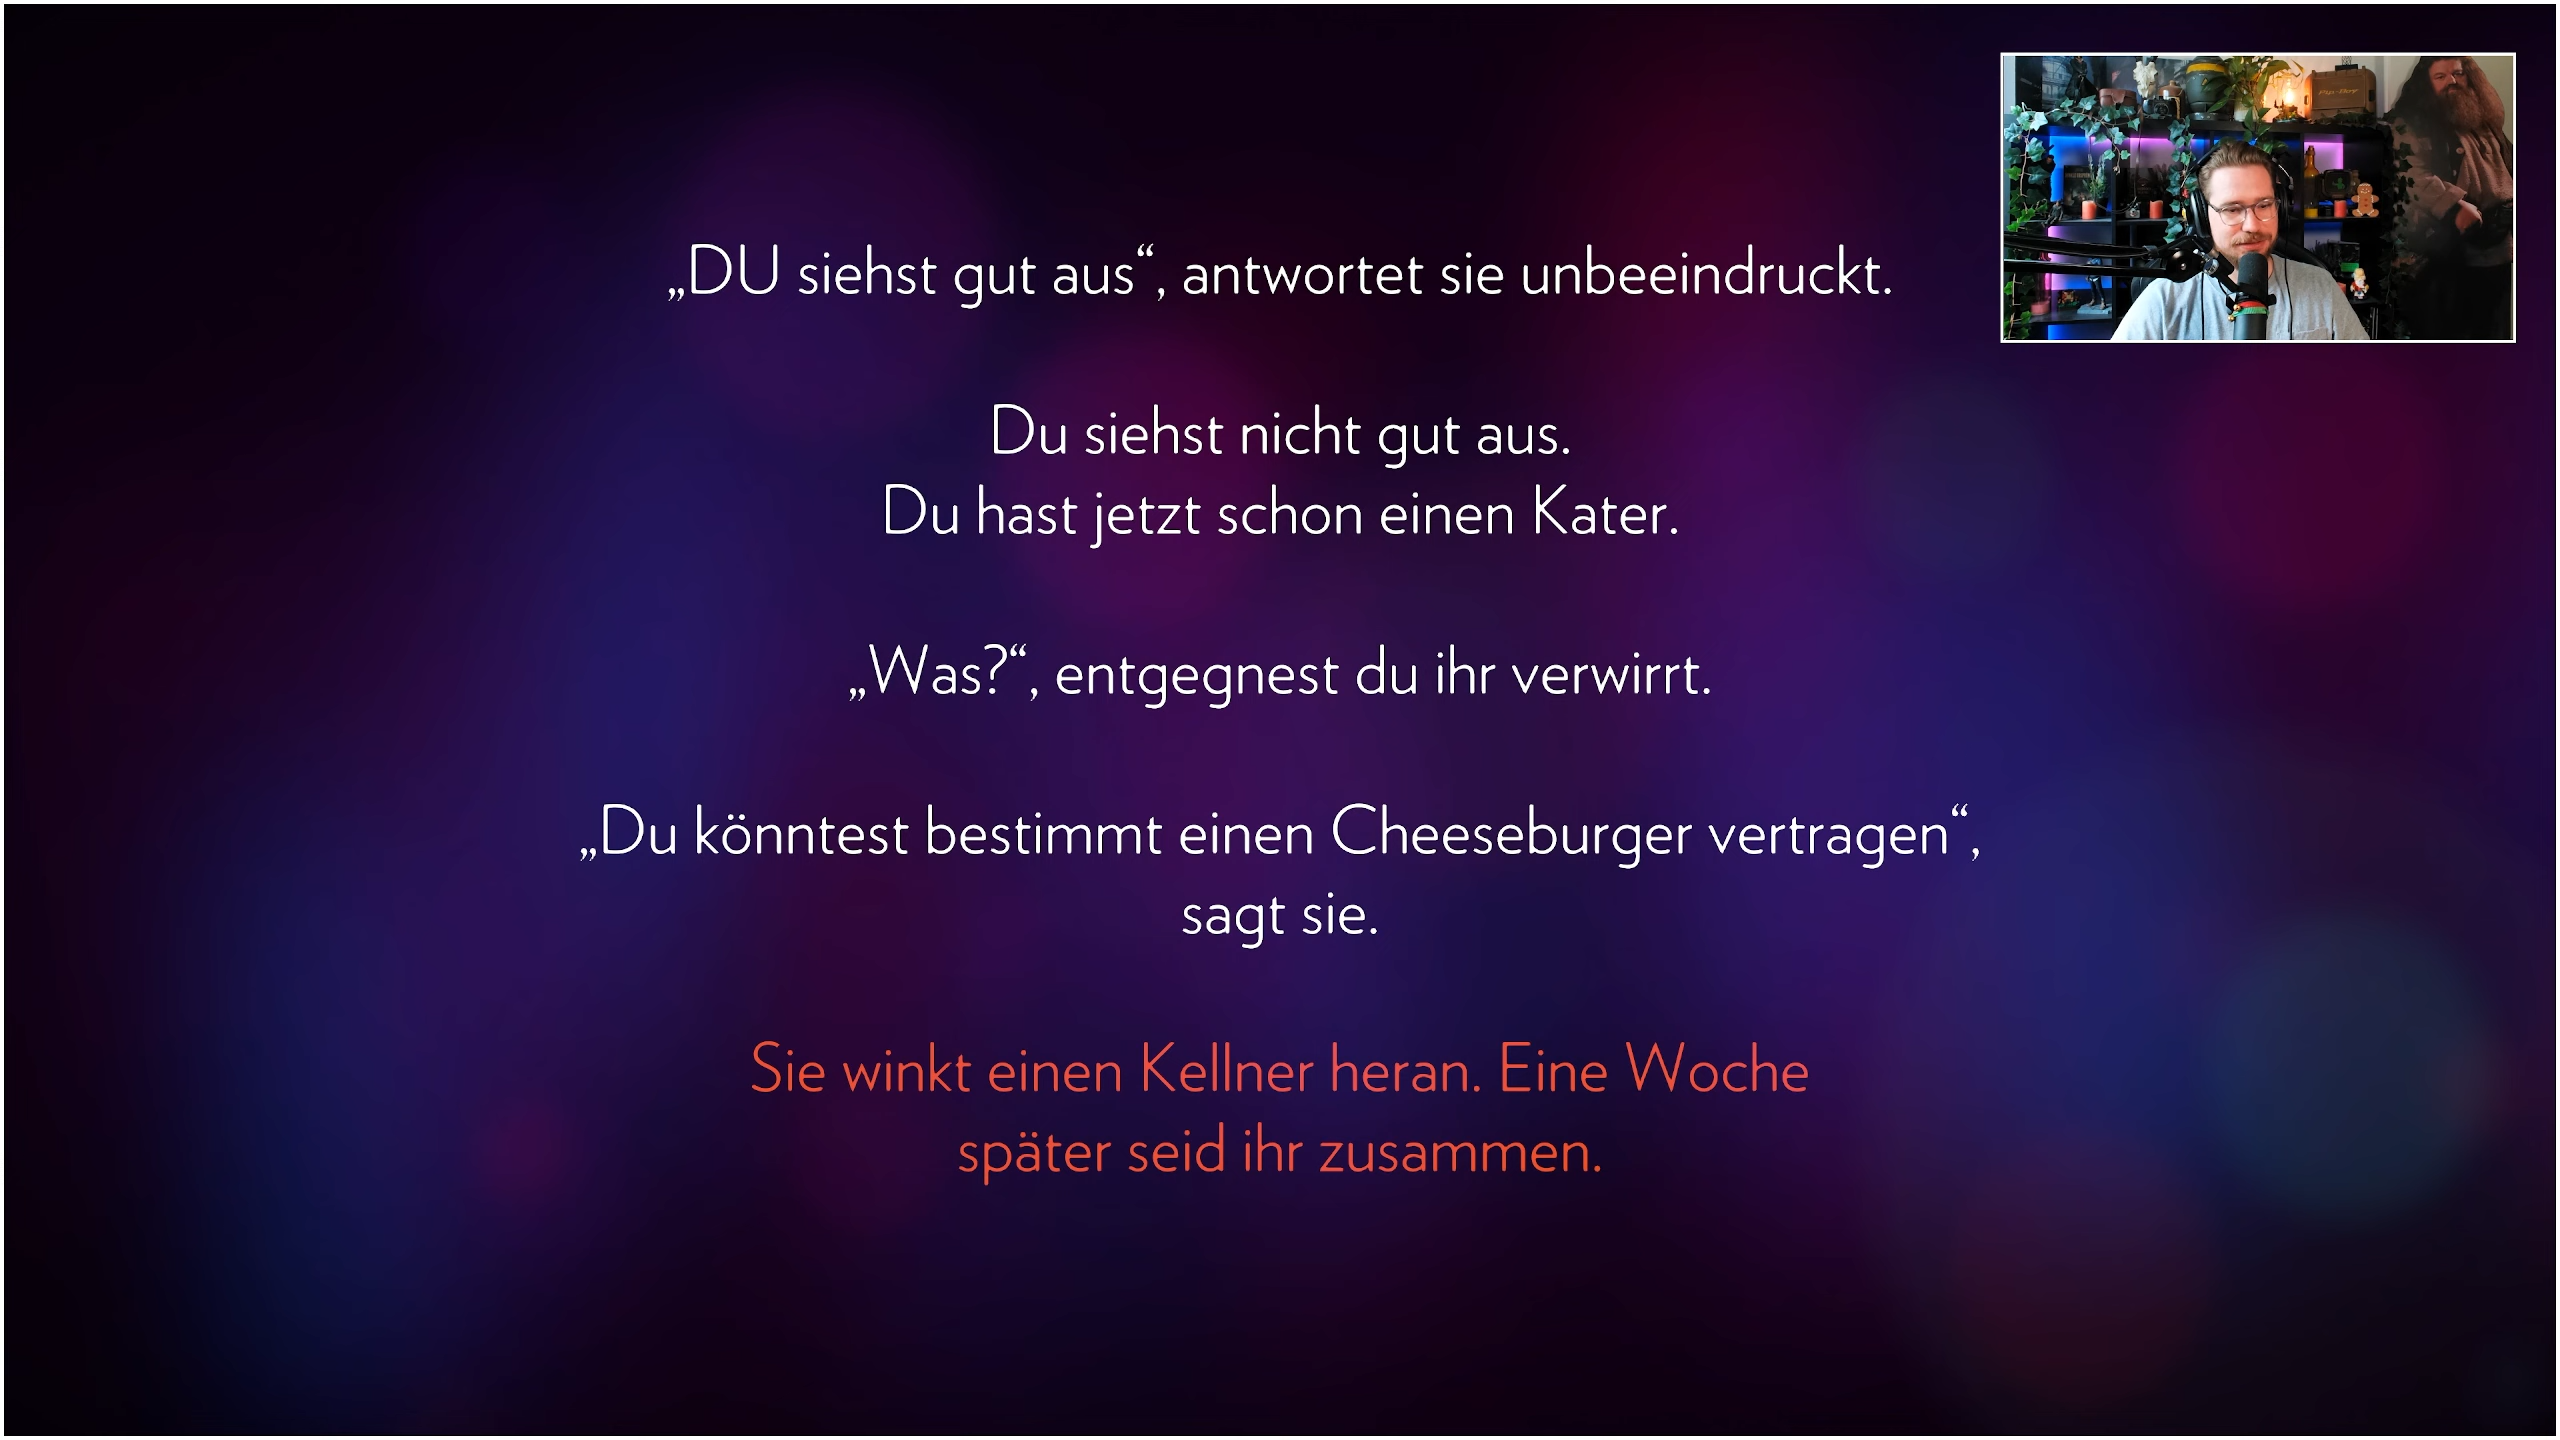 „DU siehst gut aus“, antwortet sie unbeeindruckt.
Du siehst nicht gut aus.
Du hast jetzt schon einen Kater.
„Was?“, entgegnest du ihr verwirrt.
„Du könntest bestimmt einen Cheeseburger vertragen“,
sagt sie.
Sie winkt einen Kellner heran. Eine Woche
später seid ihr zusammen.